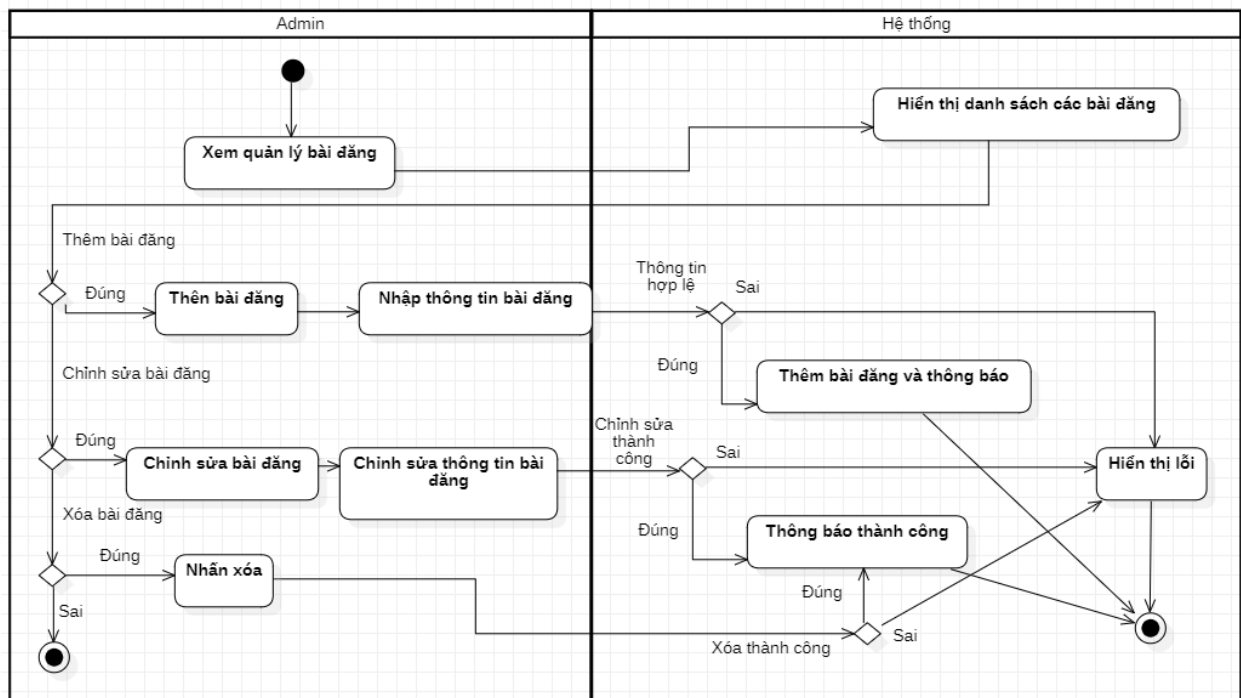 Admin
Hệ thống
Hiển thị danh sách các bài đăng
Xem quản lý bài đăng
Thêm bài đăng
Đúng
Thên bài đăng
Nhập thông tin bài đăng
Thông tin
hợp lệ
Sai
Đúng
Thêm bài đăng và thông báo
Chỉnh sửa bài đăng
Đúng
Chỉnh sửa bài đăng
Chỉnh sửa thông tin bài
đăng
Chỉnh sửa
thành
công
Sai
Hiển thị lỗi
Đúng
Thông báo thành công
Xóa bài đăng
Đúng
Nhấn xóa
Đúng
Sai
Xóa thành công
Sai